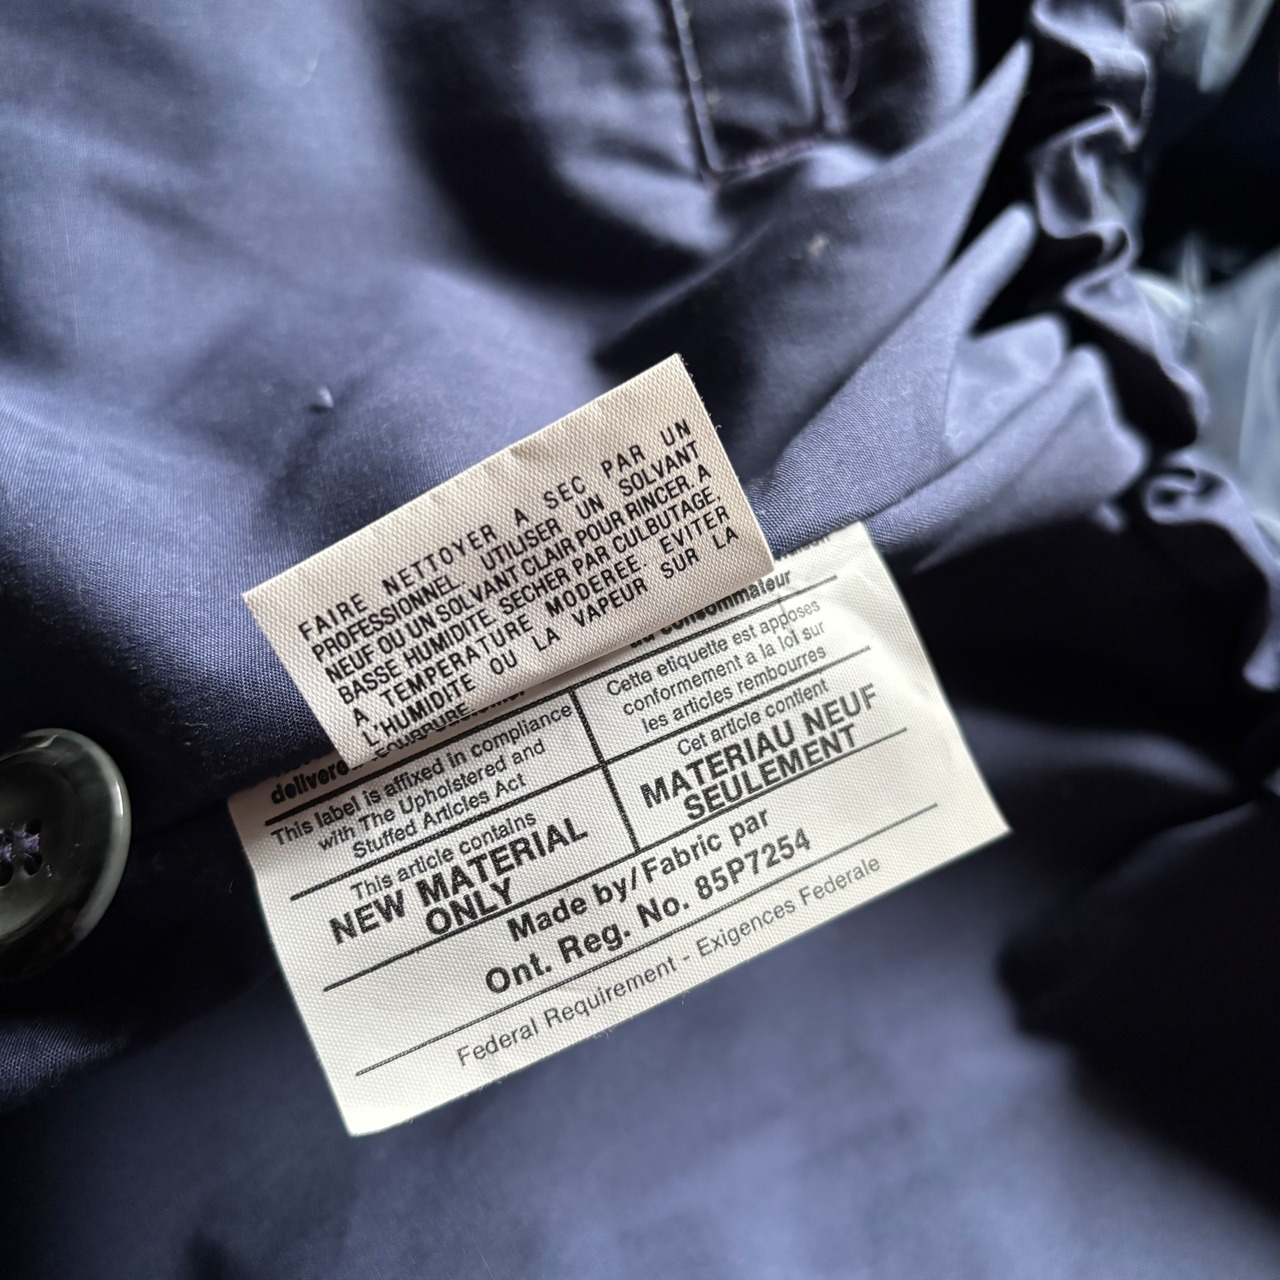 FAIRE NETTOYER A SEC PAR UN
PROFESSIONNEL. UTILISER UN SOLVANT
NEUF OU UN SOLVANT CLAIR POUR RINCER. A
BASSE HUMIDITE, SECHER PAR CULBUTAGE,
A TEMPERATURE MODEREE. EVITER
L'HUMIDITE OU LA VAPEUR SUR LA
FOURRURE
du consommateur
Cette etiquette est apposes
conformement a la loi sur
les articles rembourres
Cet article contient
MATERIAU NEUF
SEULEMENT
This label is affixed in compliance
with The Upholstered and
Stuffed Articles Act
This article contains
NEW MATERIAL
ONLY
Made by/Fabric par
Ont. Reg. No. 85P7254
Federal Requirement - Exigences Federale